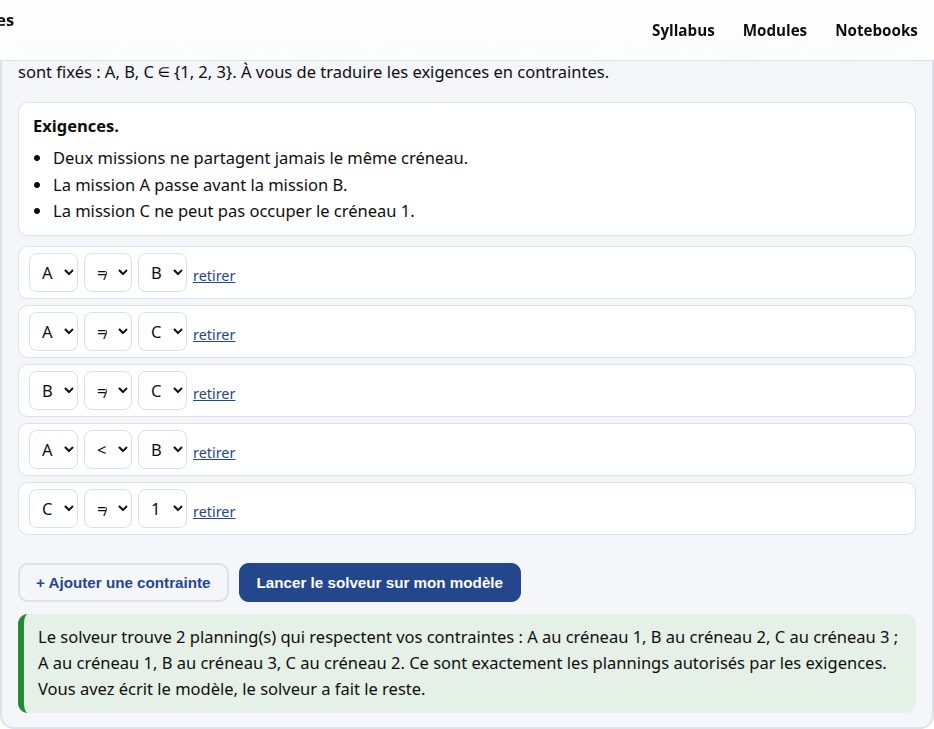 es
Syllabus Modules Notebooks
sont fixés : A, B, C ∈ {1, 2, 3}. À vous de traduire les exigences en contraintes.
Exigences.
• Deux missions ne partagent jamais le même créneau.
• La mission A passe avant la mission B.
• La mission C ne peut pas occuper le créneau 1.
A ≠ B retirer
A ≠ C retirer
B ≠ C retirer
A < B retirer
C ≠ 1 retirer
+ Ajouter une contrainte Lancer le solveur sur mon modèle
Le solveur trouve 2 planning(s) qui respectent vos contraintes : A au créneau 1, B au créneau 2, C au créneau 3 ;
A au créneau 1, B au créneau 3, C au créneau 2. Ce sont exactement les plannings autorisés par les exigences.
Vous avez écrit le modèle, le solveur a fait le reste.